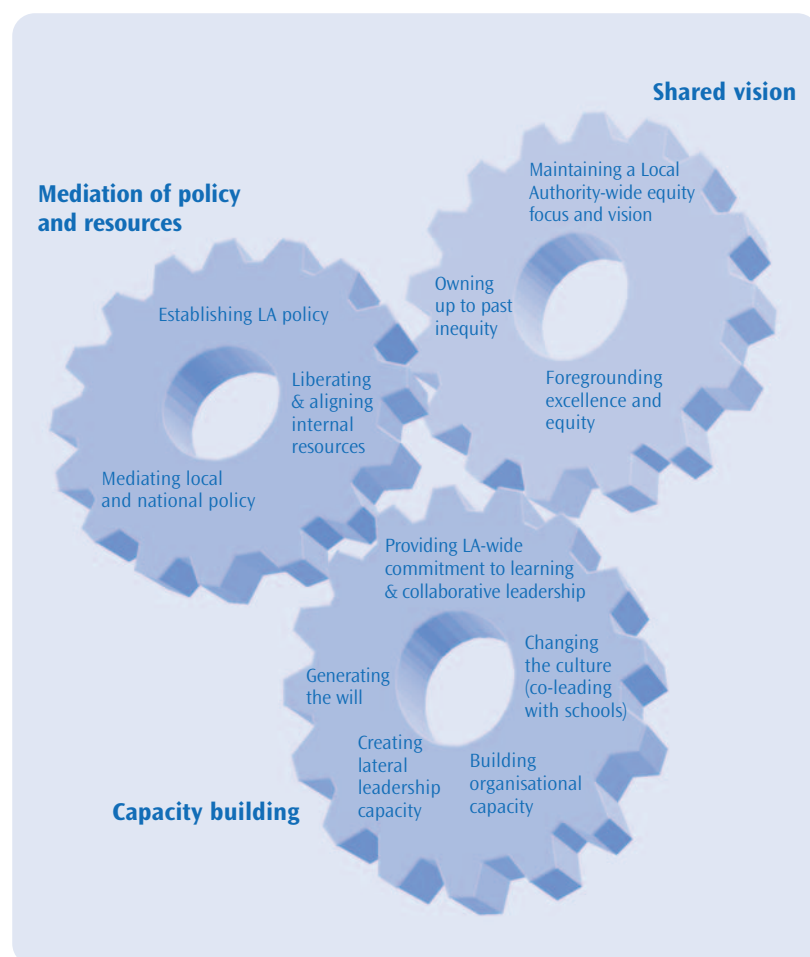 Shared vision
Maintaining a Local
Authority-wide equity
focus and vision
Owning
up to past
inequity
Foregrounding
excellence and
equity
Mediation of policy
and resources
Establishing LA policy
Liberating
& aligning
internal
resources
Mediating local
and national policy
Providing LA-wide
commitment to learning
& collaborative leadership
Changing
the culture
(co-leading
with schools)
Generating
the will
Creating
lateral
leadership
capacity
Building
organisational
capacity
Capacity building